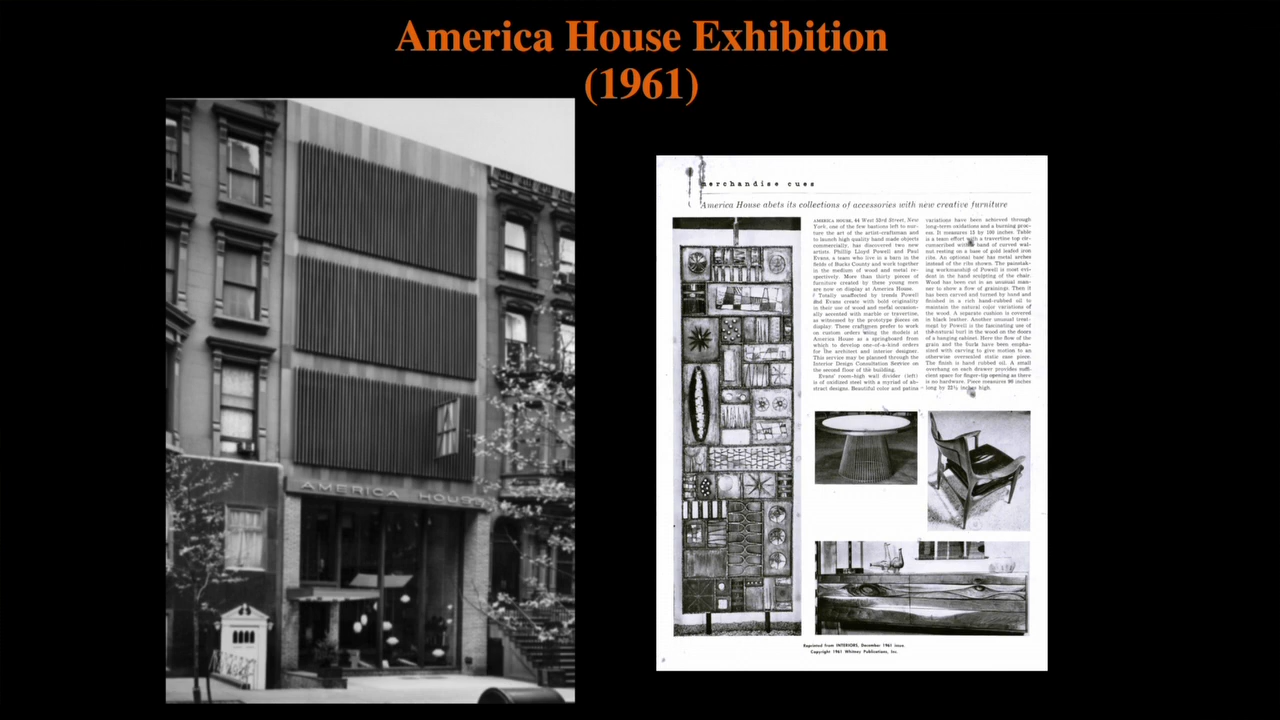 America House Exhibition
(1961)
AMERICA HOUSE
merchandise cues
America House abets its collections of accessories with new creative furniture
AMERICA HOUSE, 44 West 53rd Street, New
York, one of the few bastions left to nur-
ture the art of the artist-craftsman and
to launch high quality hand made objects
commercially, has discovered two new
artists. Phillip Lloyd Powell and Paul
Evans, a team who live in a barn in the
fields of Bucks County and work together
in the medium of wood and metal re-
spectively. More than thirty pieces of
furniture created by these young men
are now on display at America House.
Totally unaffected by trends Powell
and Evans create with bold originality
in their use of wood and metal occasion-
ally accented with marble or travertine,
as witnessed by the prototype pieces on
display. These craftsmen prefer to work
on custom orders using the models at
America House as a springboard from
which to develop one-of-a-kind orders
for the architect and interior designer.
This service may be planned through the
Interior Design Consultation Service on
the second floor of the building.
Evans' room-high wall divider (left)
is of oxidized steel with a myriad of ab-
stract designs. Beautiful color and patina
variations have been achieved through
long-term oxidations and a burning proc-
ess. It measures 15 by 100 inches. Table
is a team effort with a travertine top cir-
cumscribed with band of curved wal-
nut resting on a base of gold leafed iron
ribs. An optional base has metal arches
instead of the ribs shown. The painstak-
ing workmanship of Powell is most evi-
dent in the hand sculpting of the chair.
Wood has been cut in an unusual man-
ner to show a flow of grainings. Then it
has been carved and turned by hand and
finished in a rich hand-rubbed oil to
maintain the natural color variations of
the wood. A separate cushion is covered
in black leather. Another unusual treat-
ment by Powell is the fascinating use of
the natural burl in the wood on the doors
of a hanging cabinet. Here the flow of the
grain and the burls have been empha-
sized with carving to give motion to an
otherwise overscaled static case piece.
The finish is hand rubbed oil. A small
overhang on each drawer provides suffi-
cient space for finger-tip opening as there
is no hardware. Piece measures 96 inches
long by inches high.
Reprinted from INTERIORS, December 1961 issue.
Copyright 1961 Whitney Publications, Inc.